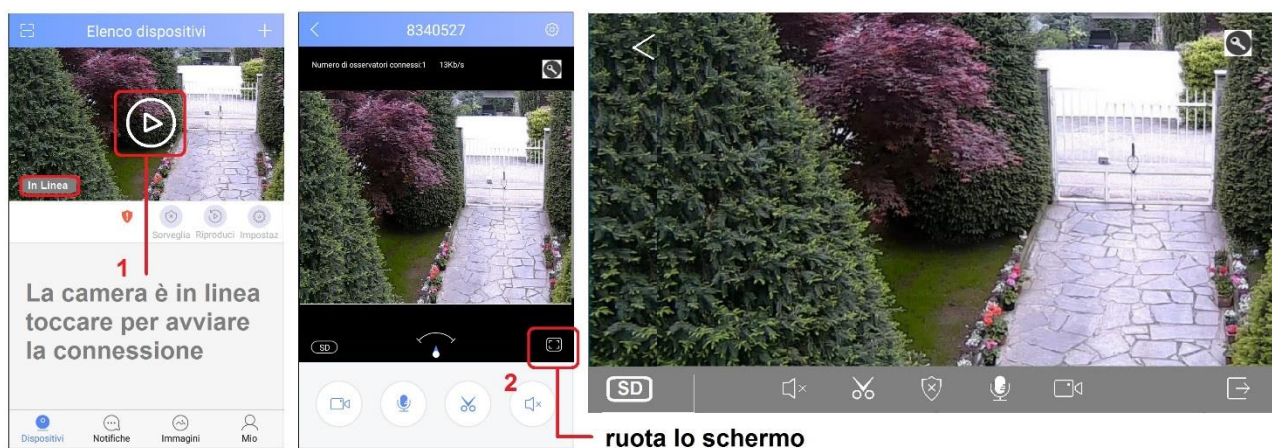 Elenco dispositivi
In Linea
Sorveglia Riproduci Impostaz
1
La camera è in linea
toccare per avviare
la connessione
Dispositivi Notifiche Immagini Mio
8340527
Numero di osservatori connessi:1 13Kb/s
SD
2
SD
ruota lo schermo